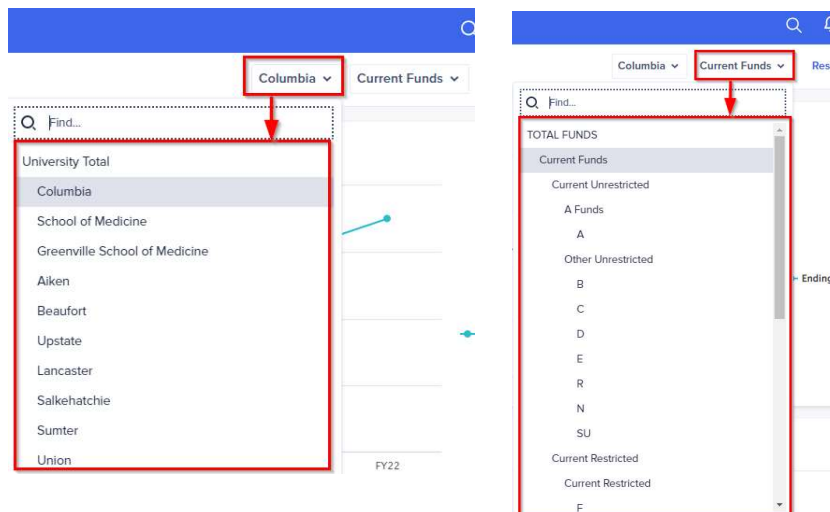 Columbia
Current Funds
Find...
University Total
Columbia
School of Medicine
Greenville School of Medicine
Aiken
Beaufort
Upstate
Lancaster
Salkehatchie
Sumter
Union
FY22
Columbia
Current Funds
Res
Find...
TOTAL FUNDS
Current Funds
Current Unrestricted
A Funds
A
Other Unrestricted
B
C
D
E
R
N
SU
Current Restricted
Current Restricted
F
Ending